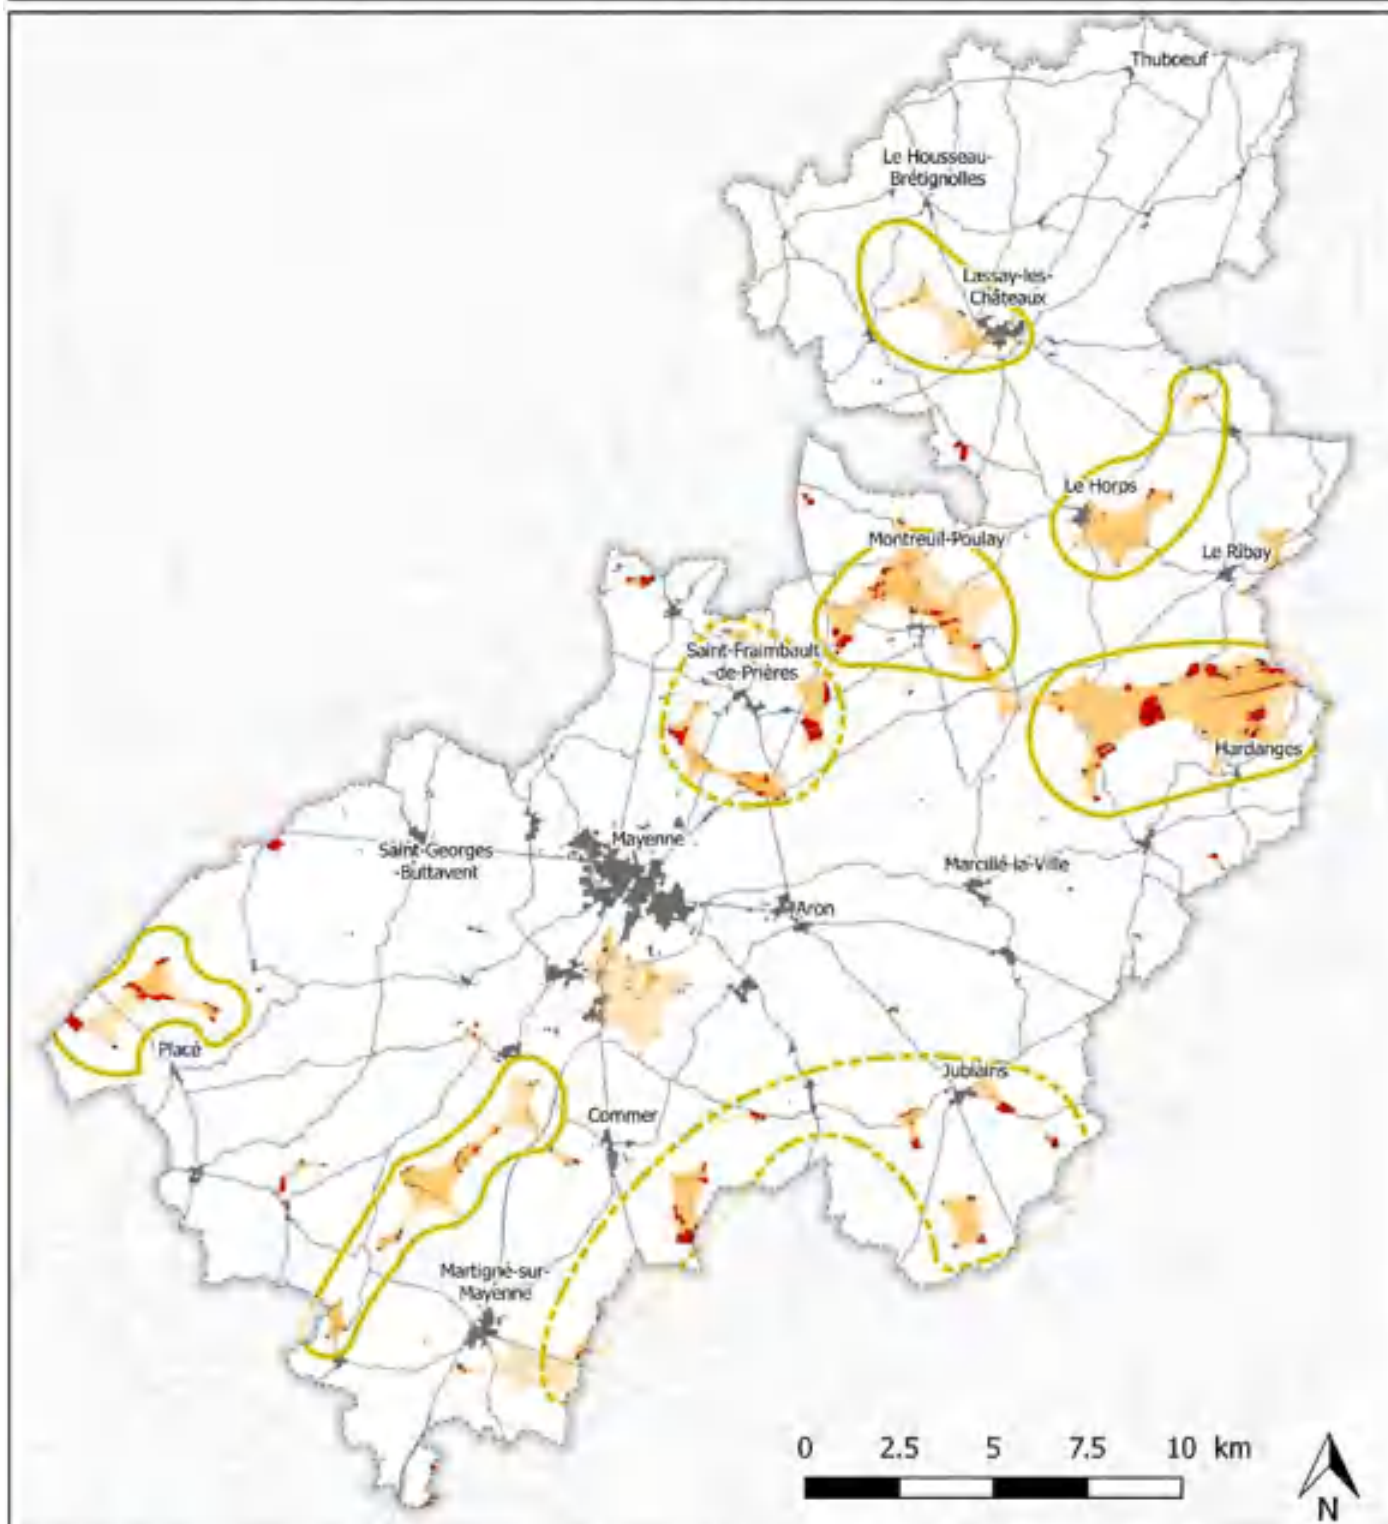 Thuboeuf
Le Housseau-
Brétignolles
Lassay-les-
Châteaux
Le Horps
Montreuil-Poulay
Le Ribay
Saint-Fraimbault
-de-Prières
Hardanges
Mayenne
Saint-Georges
-Buttavent
Marcillé-la-Ville
Aron
Placé
Jublains
Commer
Martigné-sur-
Mayenne
0 2.5 5 7.5 10 km
N